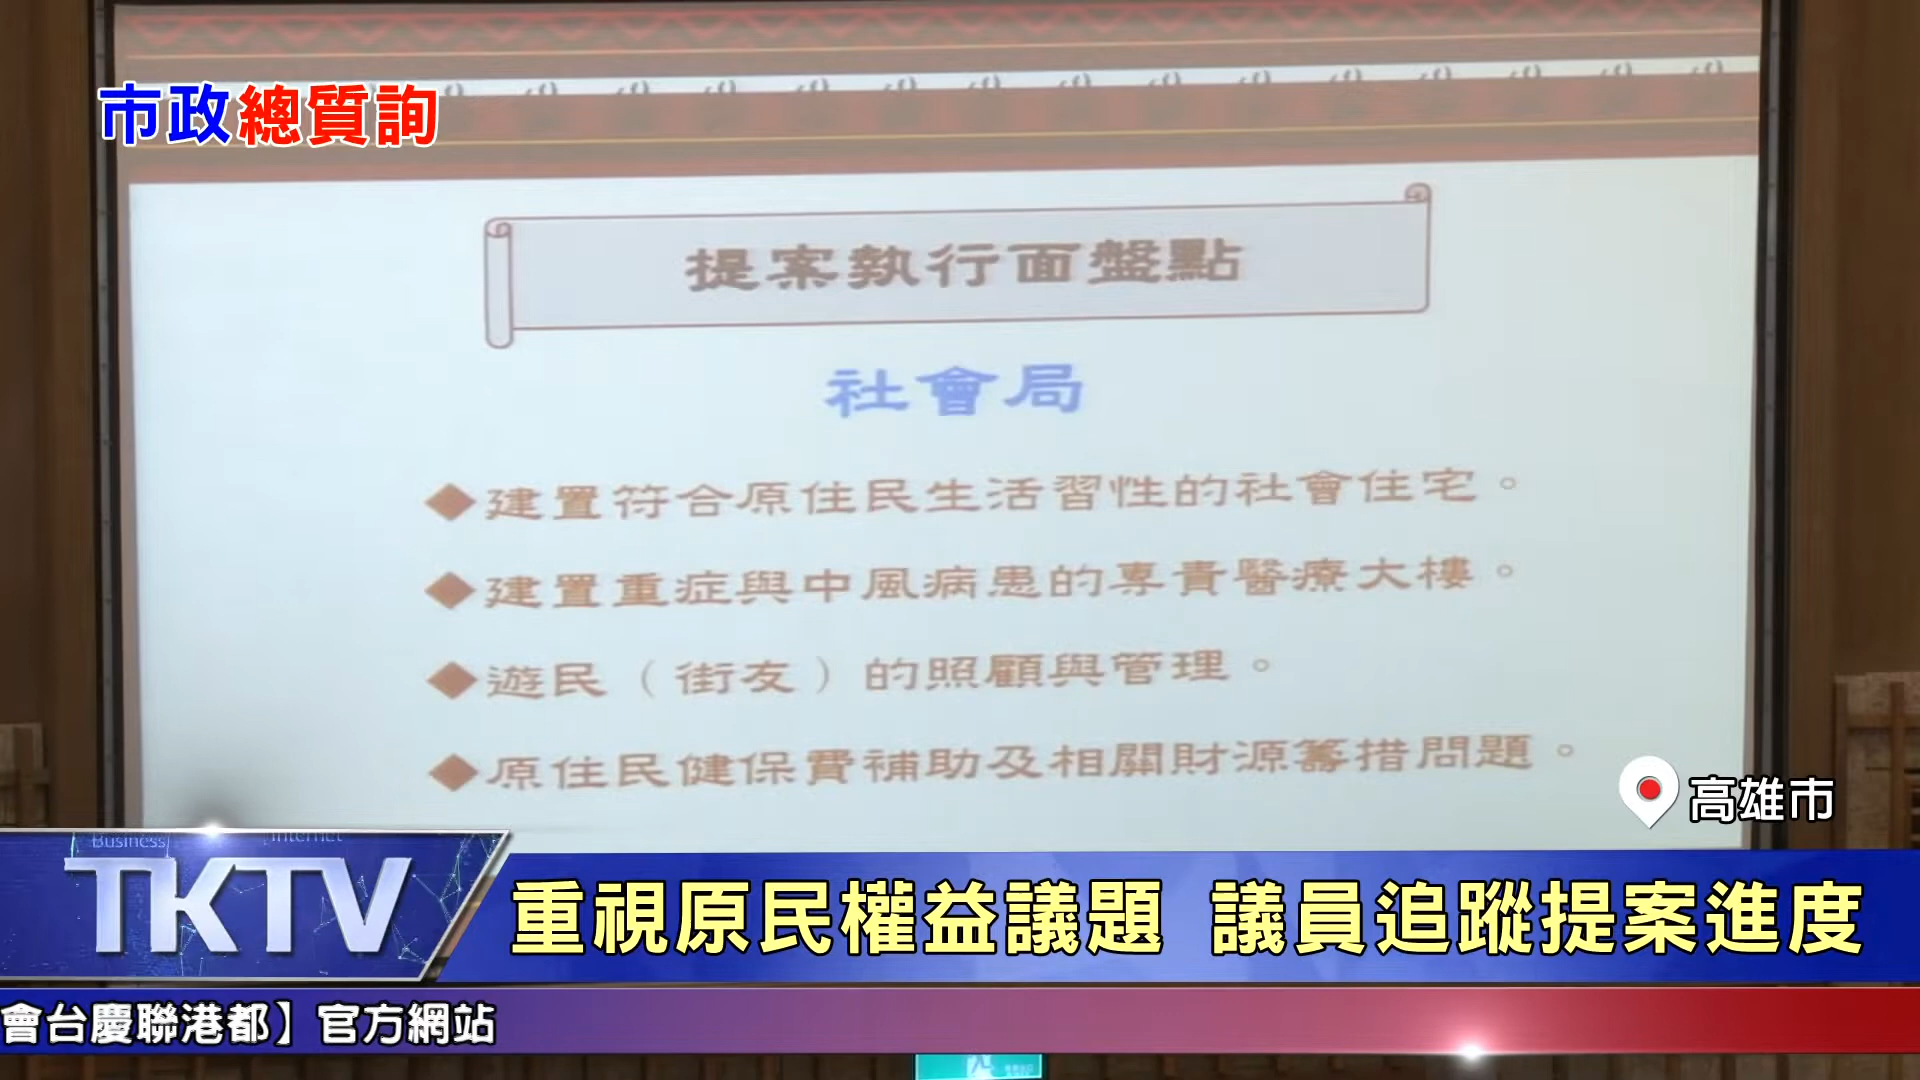 市政總質詢
提案執行面盤點
社會局
◆建置符合原住民生活習性的社會住宅。
◆建置重症與中風病患的專責醫療大樓。
◆遊民（街友）的照顧與管理。
◆原住民健保費補助及相關財源籌措問題。
高雄市
Business Internet
TKTV
重視原民權益議題 議員追蹤提案進度
會台慶聯港都】官方網站